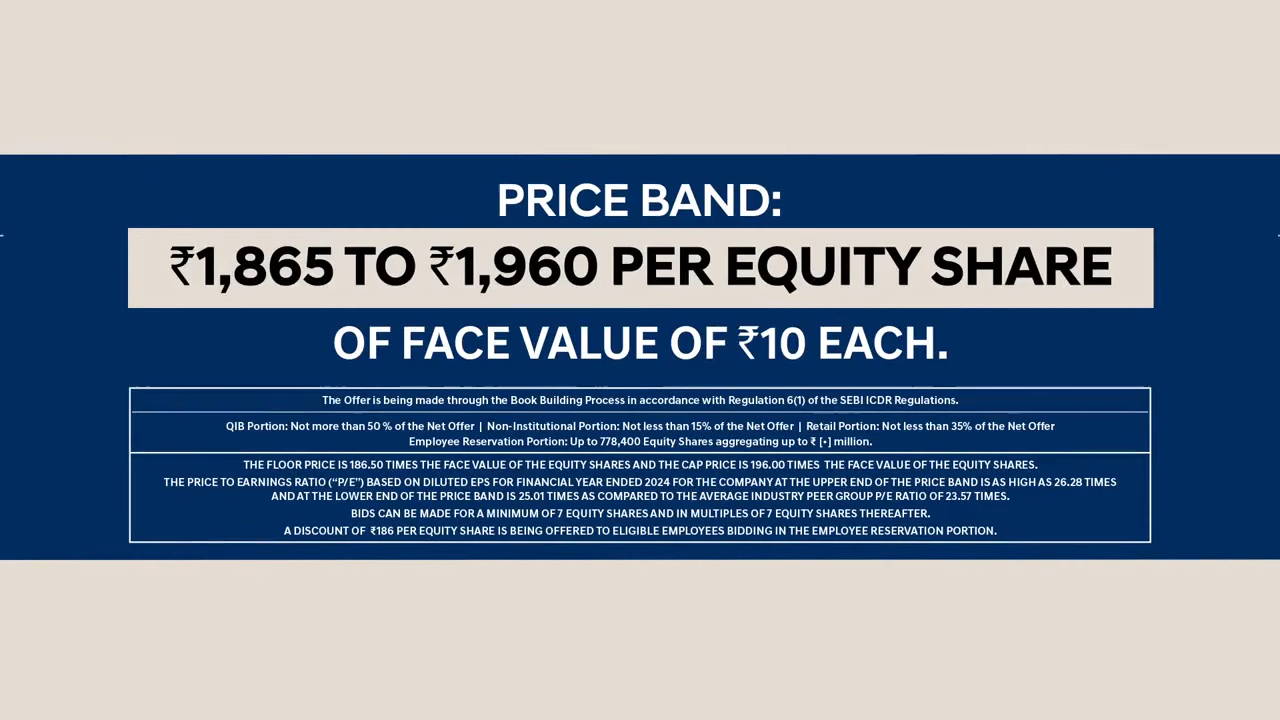 PRICE BAND:
₹1,865 TO ₹1,960 PER EQUITY SHARE
OF FACE VALUE OF ₹10 EACH.
The Offer is being made through the Book Building Process in accordance with Regulation 6(1) of the SEBI ICDR Regulations.
QIB Portion: Not more than 50 % of the Net Offer | Non-Institutional Portion: Not less than 15% of the Net Offer | Retail Portion: Not less than 35% of the Net Offer
Employee Reservation Portion: Up to 778,400 Equity Shares aggregating up to ₹ [•] million.
THE FLOOR PRICE IS 186.50 TIMES THE FACE VALUE OF THE EQUITY SHARES AND THE CAP PRICE IS 196.00 TIMES THE FACE VALUE OF THE EQUITY SHARES.
THE PRICE TO EARNINGS RATIO (“P/E”) BASED ON DILUTED EPS FOR FINANCIAL YEAR ENDED 2024 FOR THE COMPANY AT THE UPPER END OF THE PRICE BAND IS AS HIGH AS 26.28 TIMES
AND AT THE LOWER END OF THE PRICE BAND IS 25.01 TIMES AS COMPARED TO THE AVERAGE INDUSTRY PEER GROUP P/E RATIO OF 23.57 TIMES.
BIDS CAN BE MADE FOR A MINIMUM OF 7 EQUITY SHARES AND IN MULTIPLES OF 7 EQUITY SHARES THEREAFTER.
A DISCOUNT OF ₹186 PER EQUITY SHARE IS BEING OFFERED TO ELIGIBLE EMPLOYEES BIDDING IN THE EMPLOYEE RESERVATION PORTION.